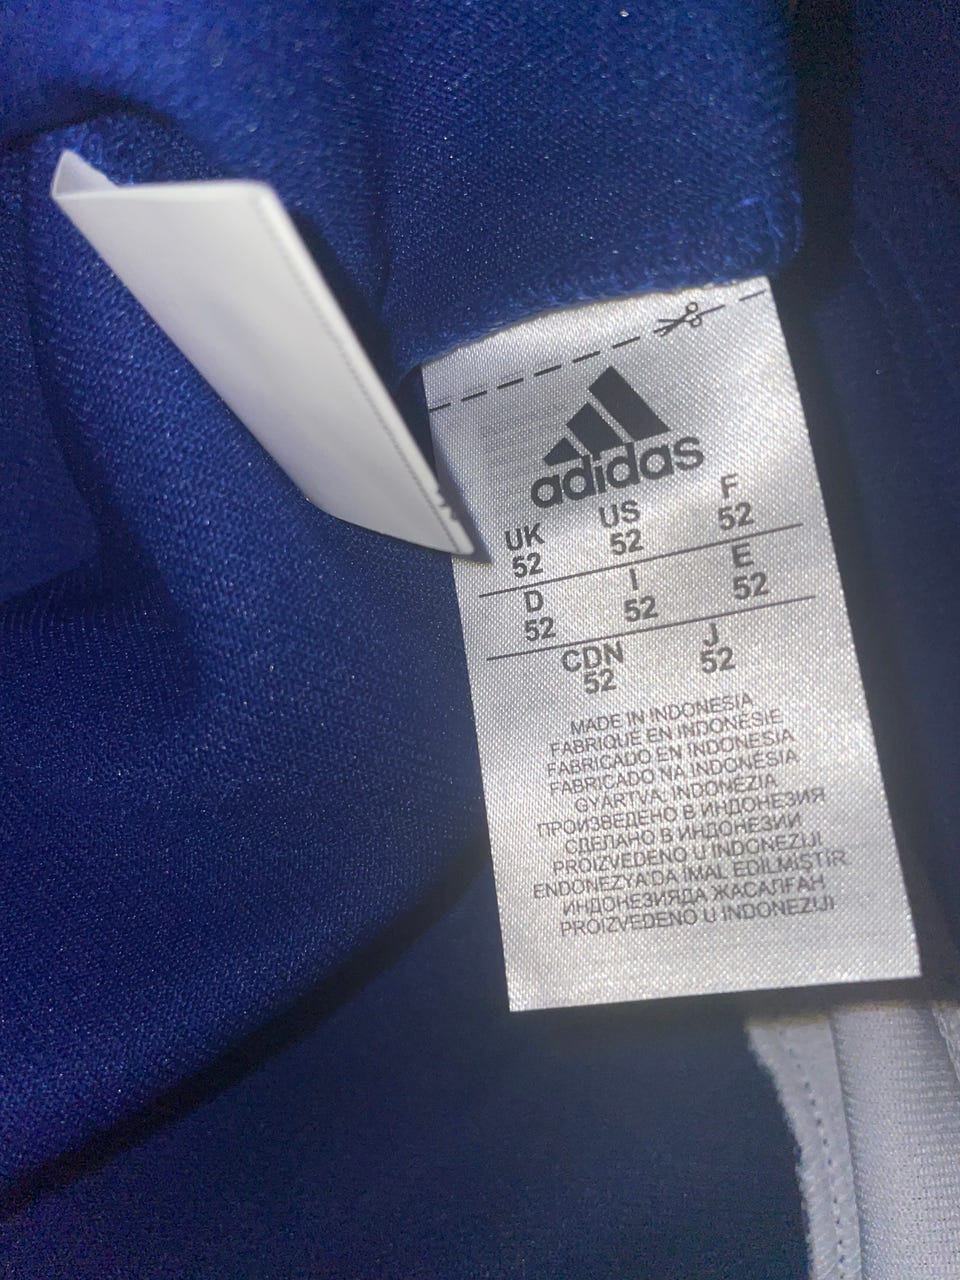 adidas
UK US F
52 52 52
D I E
52 52 52
CDN J
52 52
MADE IN INDONESIA
FABRIQUE EN INDONESIE
FABRICADO EN INDONESIA
FABRICADO NA INDONESIA
GYARTVA: INDONEZIA
ПРОИЗВЕДЕНО В ИНДОНЕЗИЯ
СДЕЛАНО В ИНДОНЕЗИИ
PROIZVEDENO U INDONEZIJI
ENDONEZYA'DA IMAL EDILMISTIR
ИНДОНЕЗИЯДА ЖАСАЛҒАН
PROIZVEDENO U INDONEZIJI